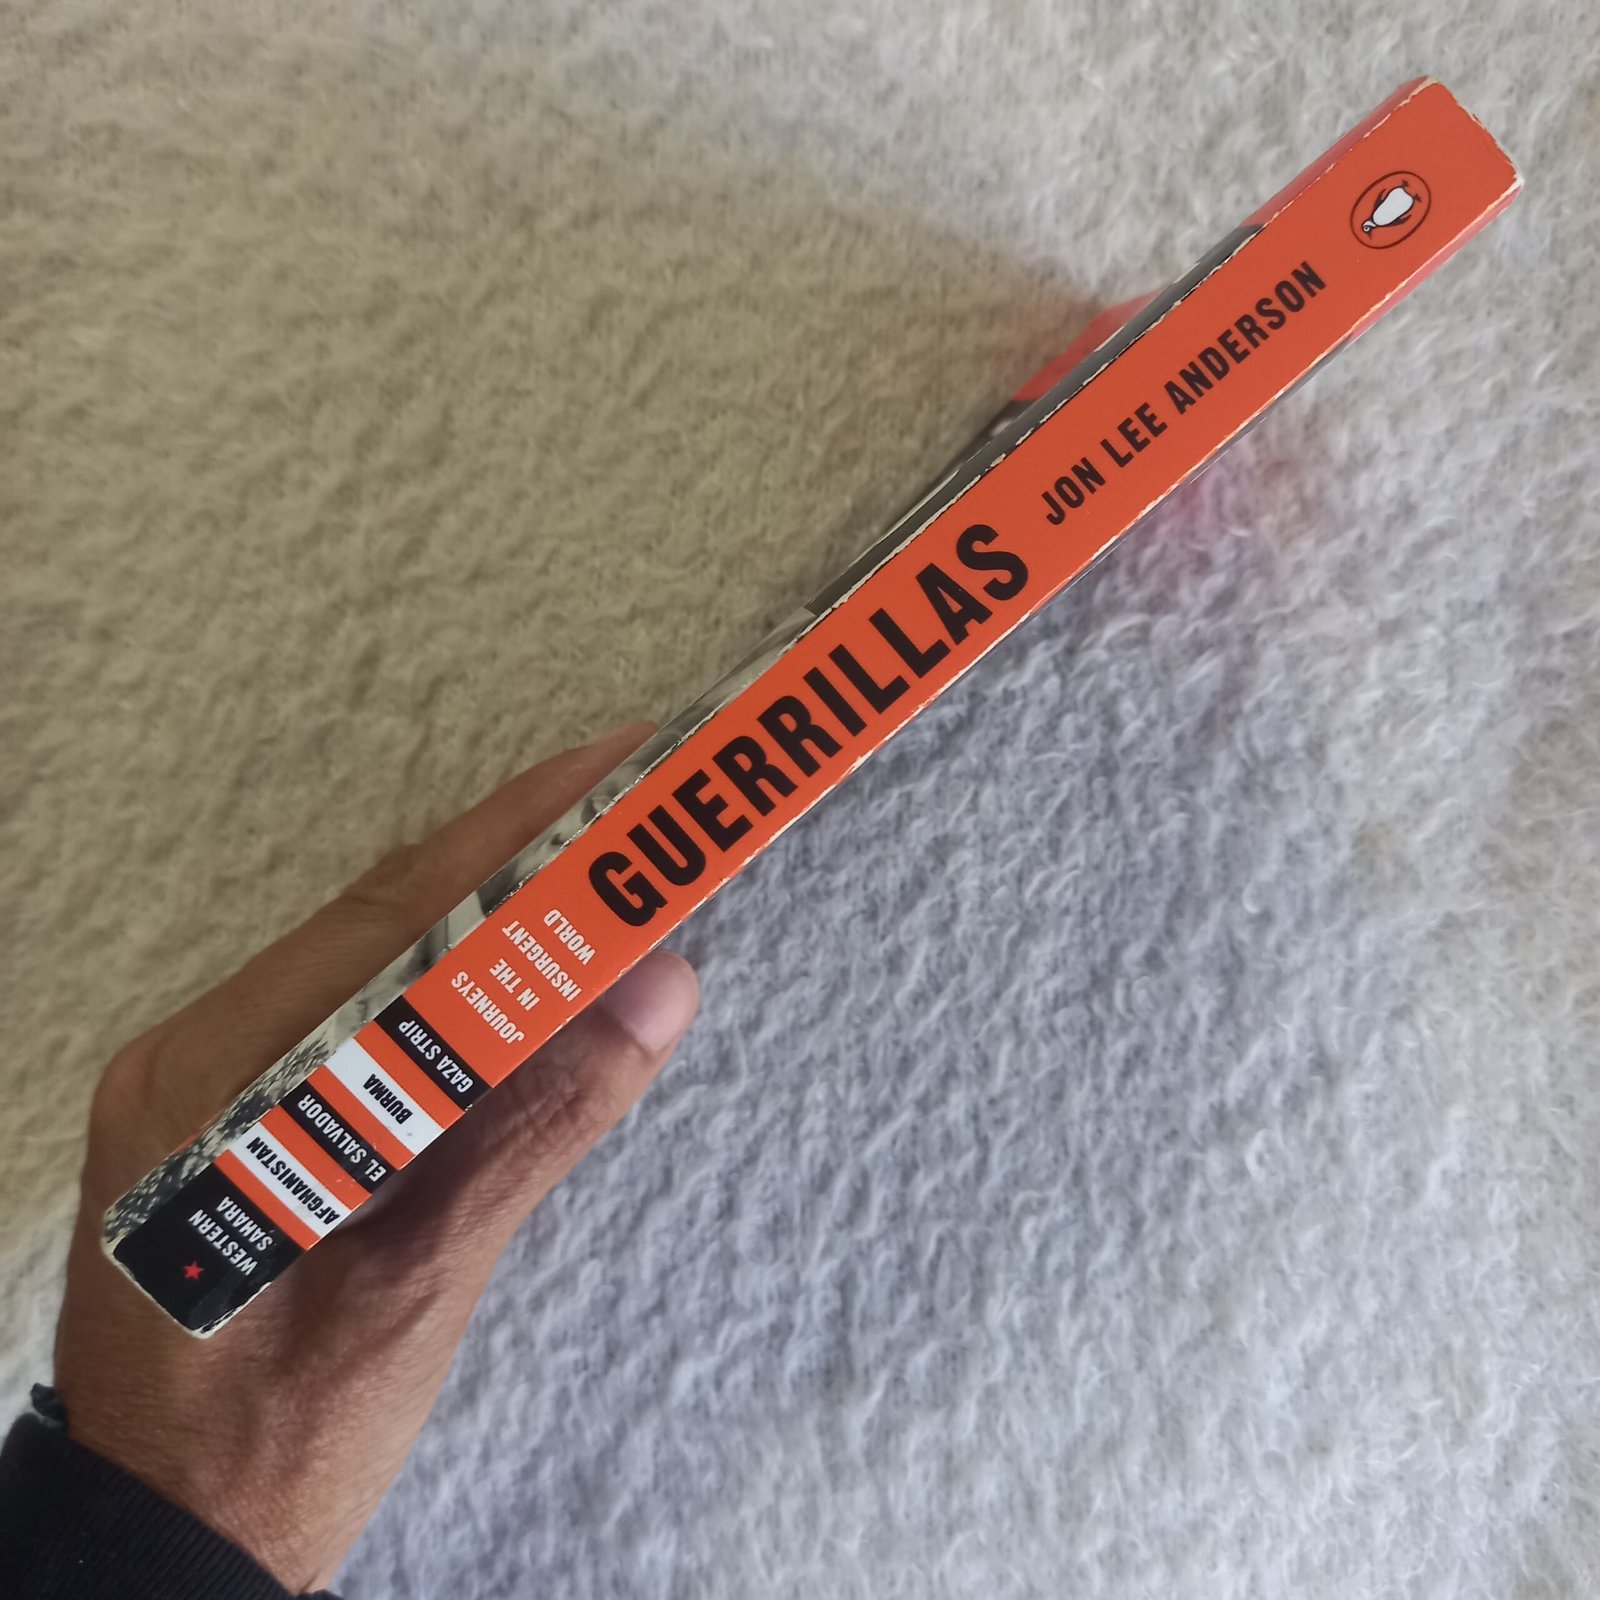 WESTERN
SAHARA
AFGHANISTAN
EL SALVADOR
BURMA
GAZA STRIP
JOURNEYS
IN THE
INSURGENT
WORLD
GUERRILLAS
JON LEE ANDERSON